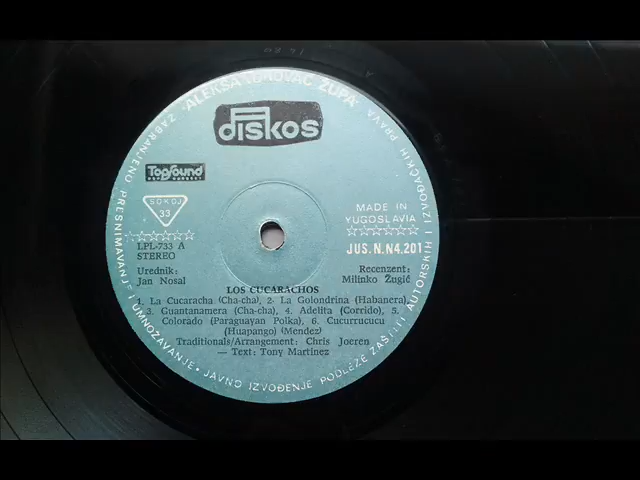 "ALEKSA VUKOVAC" ŽUPA
diskos
TopSound
SOKOJ
33
MADE IN
YUGOSLAVIA
☆☆☆☆☆☆
☆☆☆☆☆☆
LPL-733 A
STEREO
JUS.N.N4.201
Urednik:
Jan Nosal
Recenzent:
Milinko Žugić
LOS CUCARACHOS
1. La Cucaracha (Cha-cha), 2- La Golondrina (Habanera),
3. Guantanamera (Cha-cha), 4. Adelita (Corrido), 5.
Colorado (Paraguayan Polka), 6. Cucurrucucu
(Huapango) (Mendez)
Traditionals/Arrangement: Chris Joeren
— Text: Tony Martinez
ZABRANJENO PRESNIMAVANJE I UMNOŽAVANJE • JAVNO IZVOĐENJE PODLEŽE ZAŠTITI AUTORSKIH I IZVOĐAČKIH PRAVA